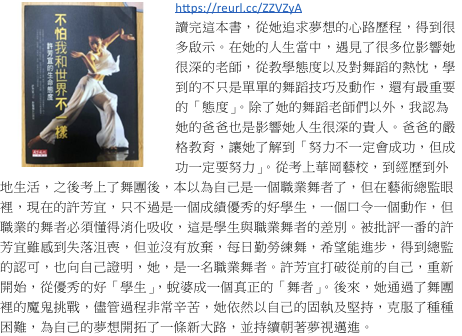 https://reurl.cc/ZZVZyA
讀完這本書，從她追求夢想的心路歷程，得到很
多啟示。在她的人生當中，遇見了很多位影響她
很深的老師，從教學態度以及對舞蹈的熱忱，學
到的不只是單單的舞蹈技巧及動作，還有最重要
的「態度」。除了她的舞蹈老師們以外，我認為
她的爸爸也是影響她人生很深的貴人。爸爸的嚴
格教育，讓她了解到「努力不一定會成功，但成
功一定要努力」。從考上華岡藝校，到經歷到外
地生活，之後考上了舞團後，本以為自己是一個職業舞者了，但在藝術總監眼
裡，現在的許芳宜，只不過是一個成績優秀的好學生，一個口令一個動作，但
職業的舞者必須懂得消化吸收，這是學生與職業舞者的差別。被批評一番的許
芳宜雖感到失落沮喪，但並沒有放棄，每日勤勞練舞，希望能進步，得到總監
的認可，也向自己證明，她，是一名職業舞者。許芳宜打破從前的自己，重新
開始，從優秀的好「學生」，蛻變成一個真正的「舞者」。後來，她通過了舞團
裡的魔鬼挑戰，儘管過程非常辛苦，她依然以自己的固執及堅持，克服了種種
困難，為自己的夢想開拓了一條新大路，並持續朝著夢視邁進。
不怕我和世界不一樣
許芳宜的生命態度